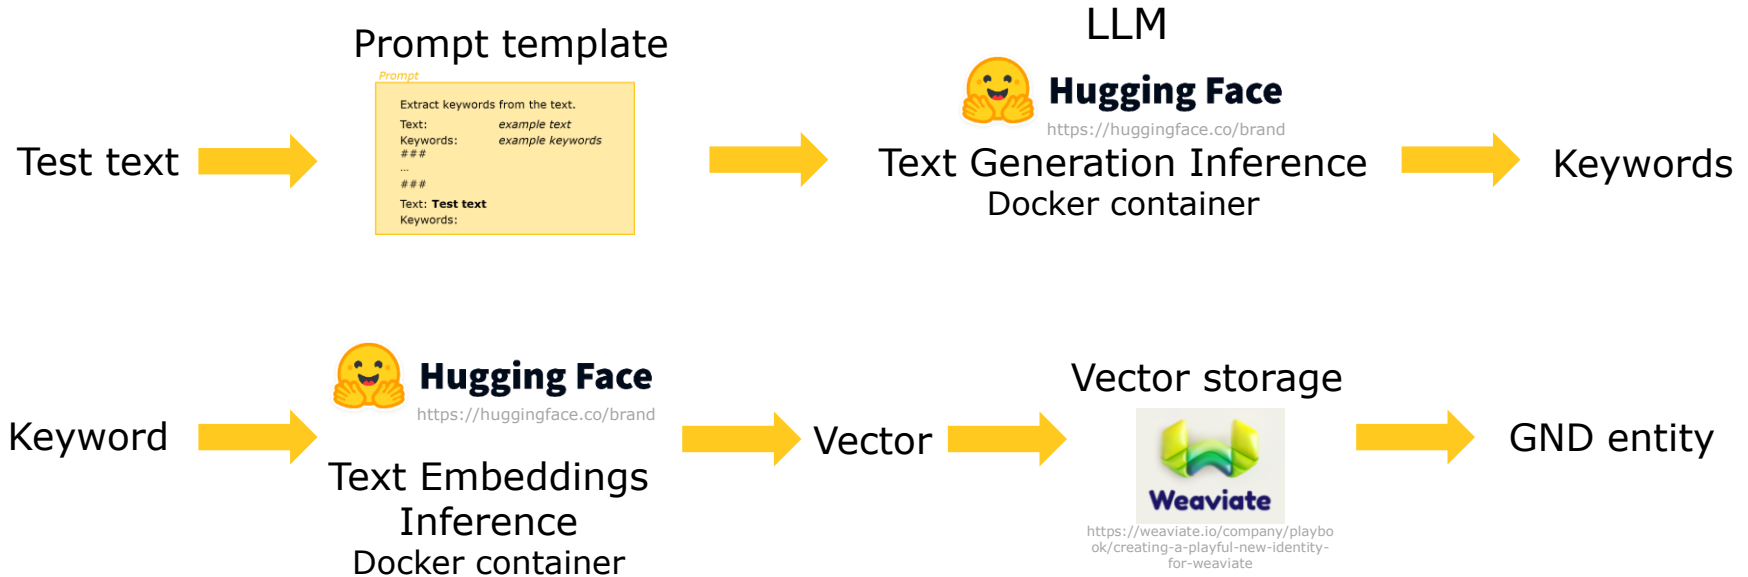 Prompt template
Prompt
Extract keywords from the text.
Text: example text
Keywords: example keywords
###
...
###
Text: Test text
Keywords:
LLM
Hugging Face
https://huggingface.co/brand
Test text
Text Generation Inference
Docker container
Keywords
Keyword
Hugging Face
https://huggingface.co/brand
Text Embeddings
Inference
Docker container
Vector
Vector storage
Weaviate
https://weaviate.io/company/playbo
ok/creating-a-playful-new-identity-
for-weaviate
GND entity